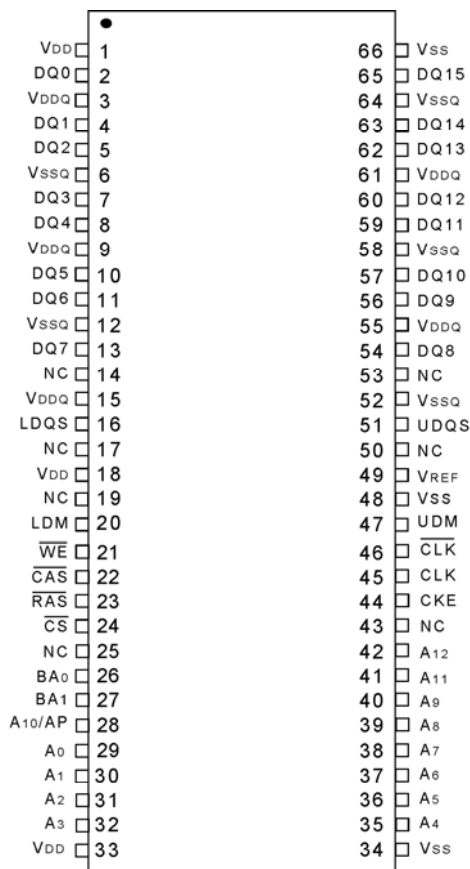 VDD 1 66 VSS
DQ0 2 65 DQ15
VDDQ 3 64 VSSQ
DQ1 4 63 DQ14
DQ2 5 62 DQ13
VSSQ 6 61 VDDQ
DQ3 7 60 DQ12
DQ4 8 59 DQ11
VDDQ 9 58 VSSQ
DQ5 10 57 DQ10
DQ6 11 56 DQ9
VSSQ 12 55 VDDQ
DQ7 13 54 DQ8
NC 14 53 NC
VDDQ 15 52 VSSQ
LDQS 16 51 UDQS
NC 17 50 NC
VDD 18 49 VREF
NC 19 48 VSS
LDM 20 47 UDM
W̅E̅ 21 46 C̅L̅K̅
C̅A̅S̅ 22 45 CLK
R̅A̅S̅ 23 44 CKE
C̅S̅ 24 43 NC
NC 25 42 A12
BA0 26 41 A11
BA1 27 40 A9
A10/AP 28 39 A8
A0 29 38 A7
A1 30 37 A6
A2 31 36 A5
A3 32 35 A4
VDD 33 34 VSS